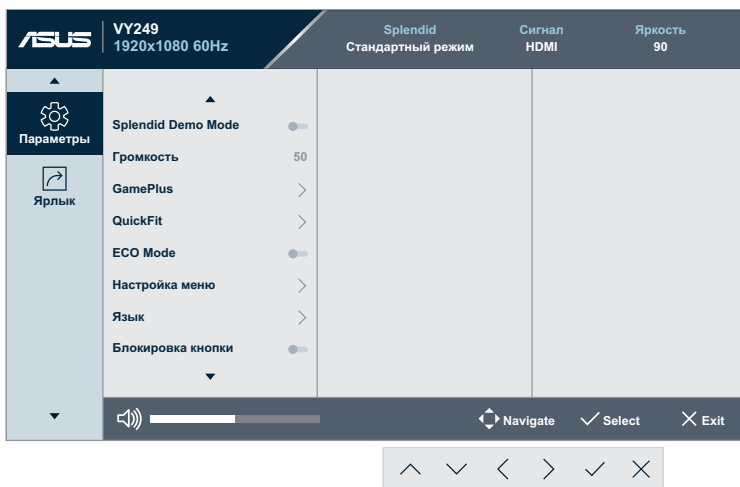 ASUS
VY249
1920x1080 60Hz
Splendid
Стандартный режим
Сигнал
HDMI
Яркость
90
Параметры
Ярлык
Splendid Demo Mode
Громкость 50
GamePlus
QuickFit
ECO Mode
Настройка меню
Язык
Блокировка кнопки
Navigate Select Exit